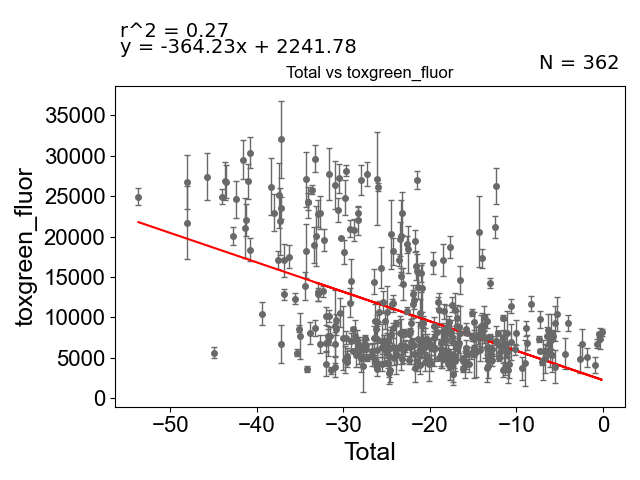 r^2 = 0.27
y = -364.23x + 2241.78
N = 362
Total vs toxgreen_fluor
35000
30000
25000
20000
15000
10000
5000
0
toxgreen_fluor
−50
−40
−30
−20
−10
0
Total